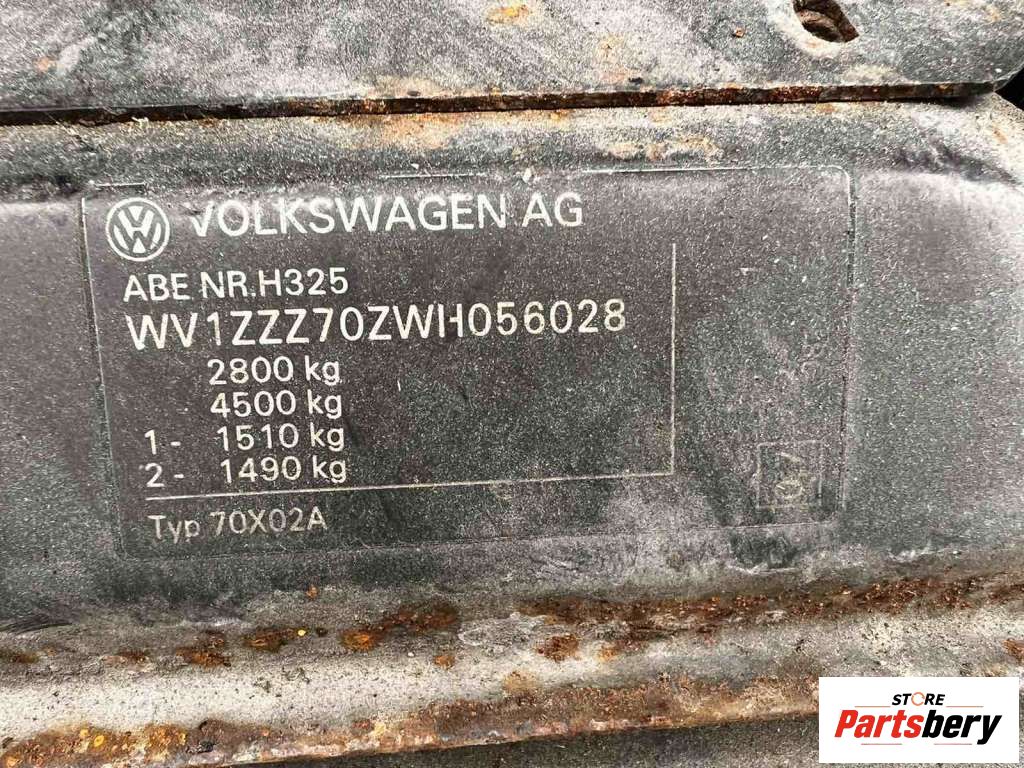 VOLKSWAGEN AG
ABE NR.H325
WV1ZZZ70ZWH056028
2800 kg
4500 kg
1- 1510 kg
2- 1490 kg
Typ 70X02A
STORE
Partsbery